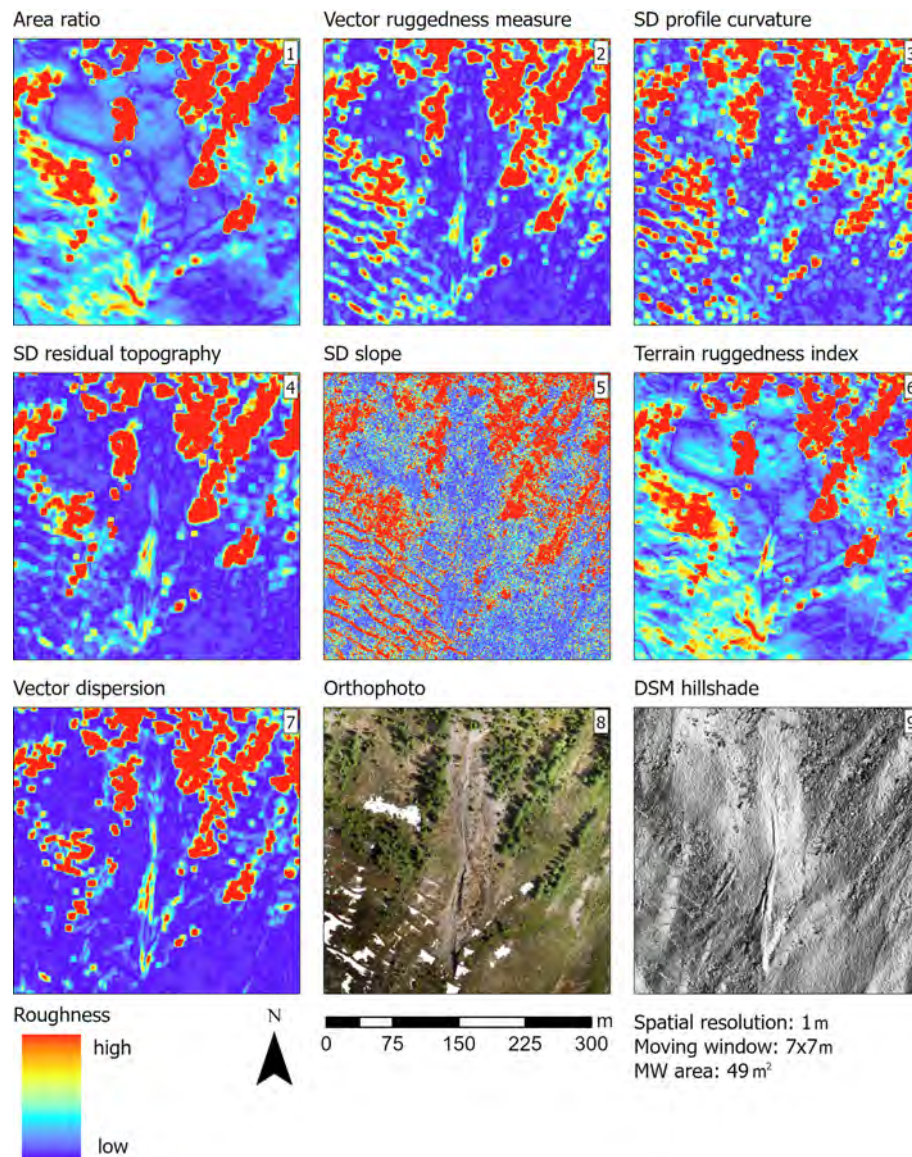 Area ratio
Vector ruggedness measure
SD profile curvature
1
2
3
SD residual topography
SD slope
Terrain ruggedness index
4
5
6
Vector dispersion
Orthophoto
DSM hillshade
7
8
9
Roughness
high
low
N
m
0 75 150 225 300
Spatial resolution: 1 m
Moving window: 7x7 m
MW area: 49 m²